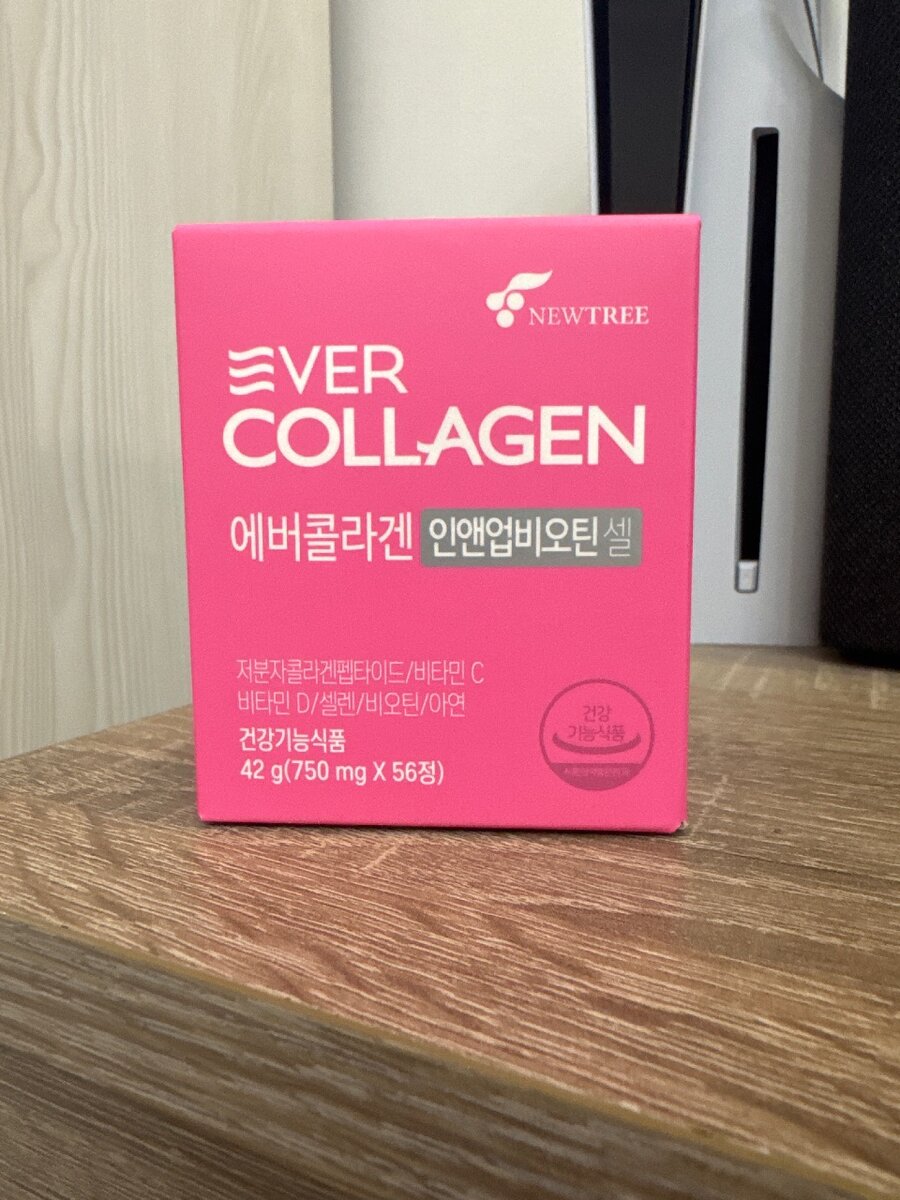 NEWTREE
EVER
COLLAGEN
에버콜라겐 인앤업비오틴 셀
저분자콜라겐펩타이드/비타민 C
비타민 D/셀렌/비오틴/아연
건강기능식품
42 g(750 mg X 56정)
건강
기능식품